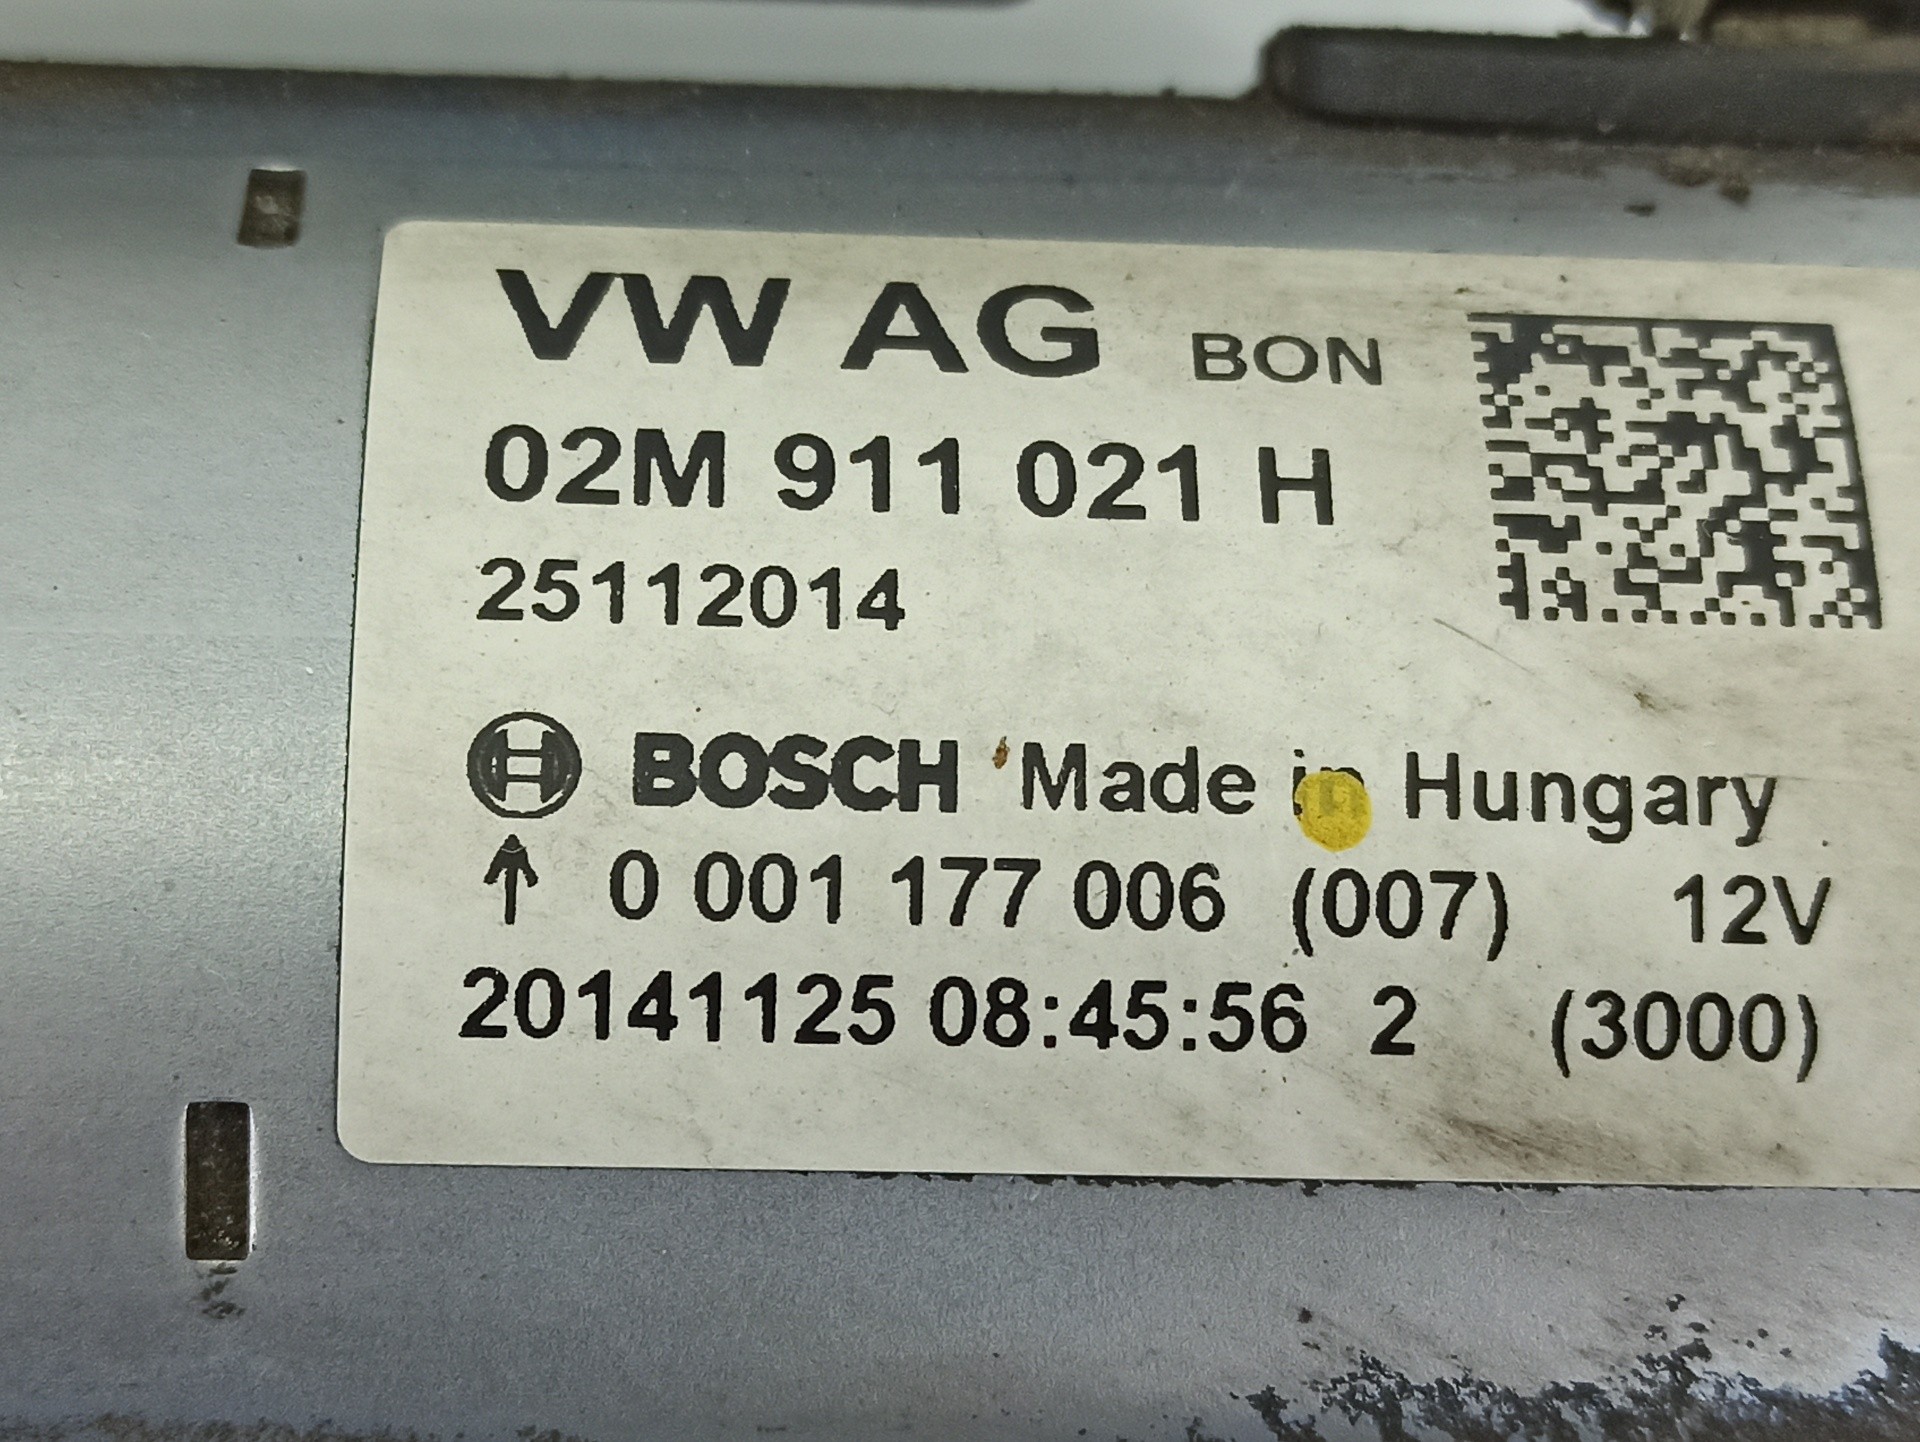 VW AG BON
02M 911 021 H
25112014
BOSCH Made in Hungary
↑ 0 001 177 006 (007) 12V
20141125 08:45:56 2 (3000)